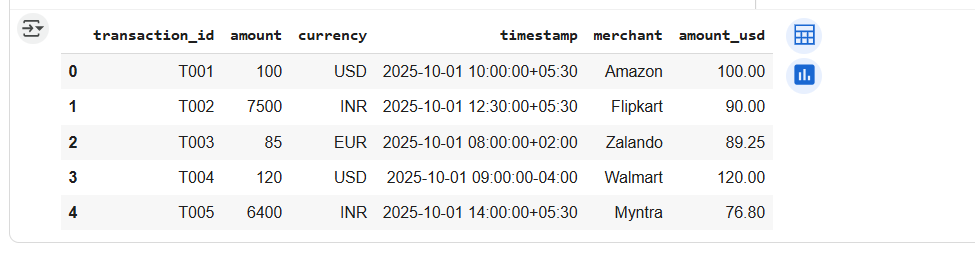 transaction_id amount currency timestamp merchant amount_usd
0 T001 100 USD 2025-10-01 10:00:00+05:30 Amazon 100.00
1 T002 7500 INR 2025-10-01 12:30:00+05:30 Flipkart 90.00
2 T003 85 EUR 2025-10-01 08:00:00+02:00 Zalando 89.25
3 T004 120 USD 2025-10-01 09:00:00-04:00 Walmart 120.00
4 T005 6400 INR 2025-10-01 14:00:00+05:30 Myntra 76.80